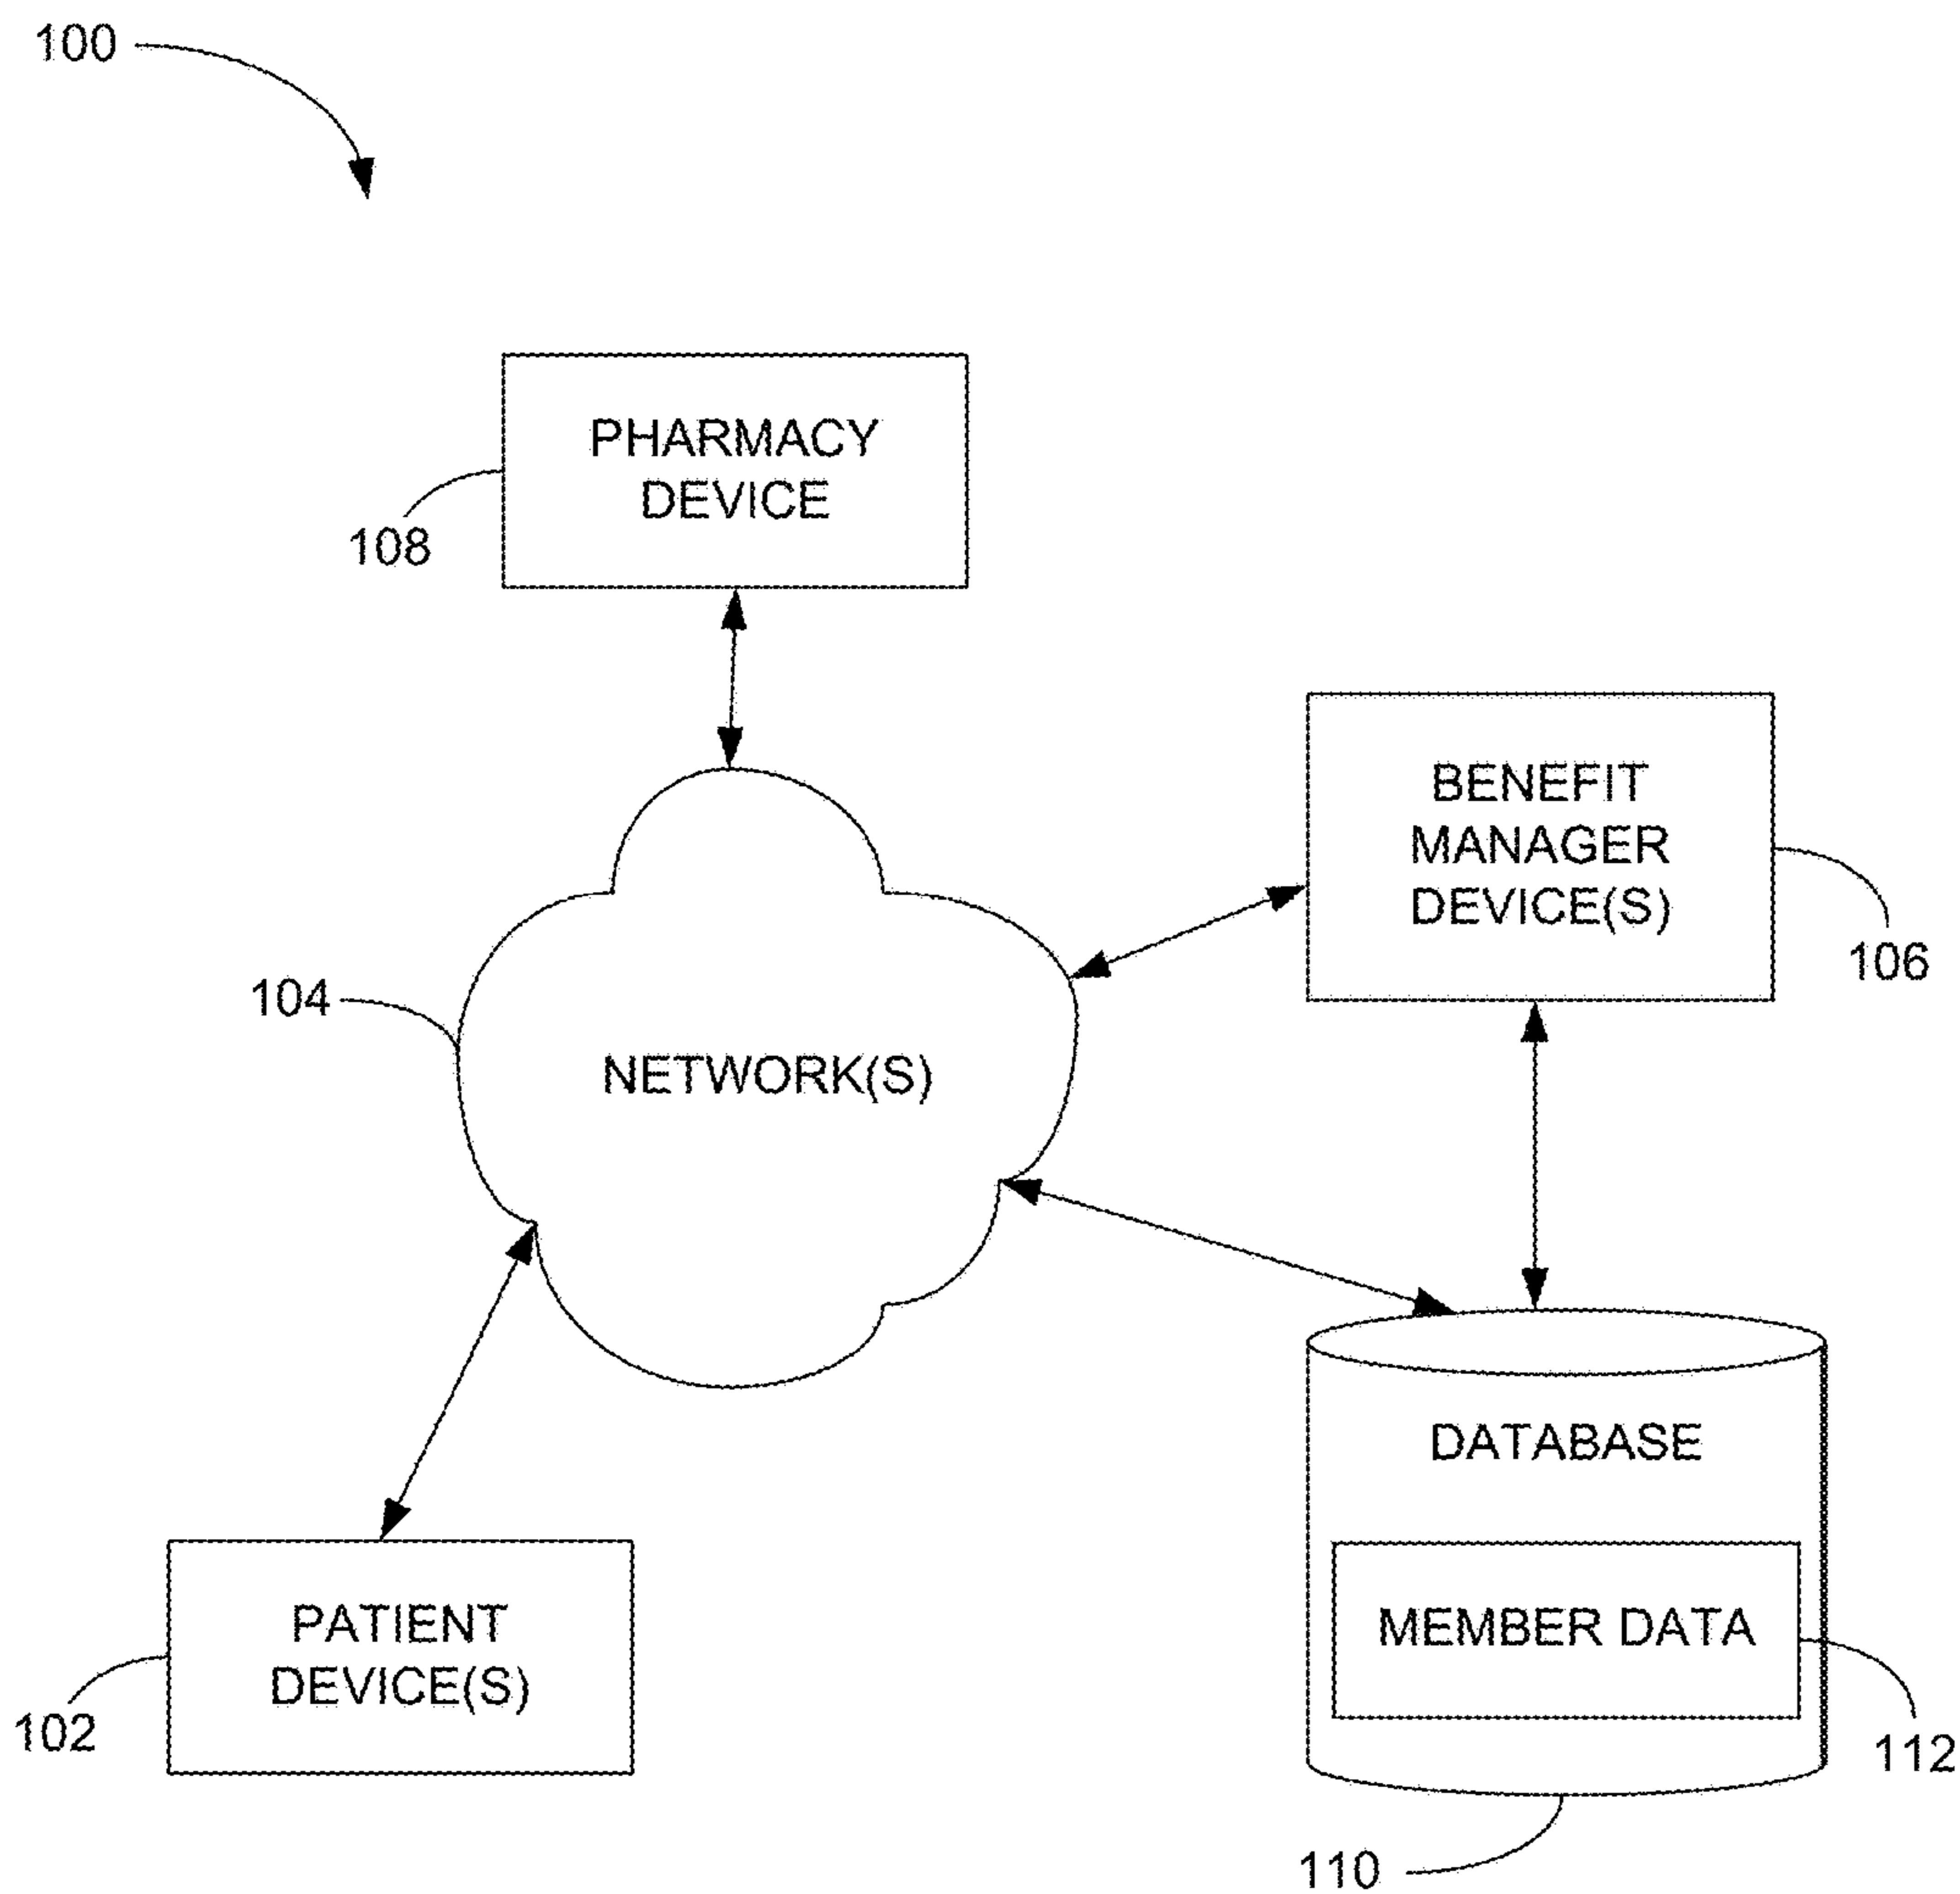 100
PHARMACY
DEVICE
108
BENEFIT
MANAGER
DEVICE(S)
106
104
NETWORK(S)
DATABASE
MEMBER DATA
PATIENT
DEVICE(S)
102
112
110